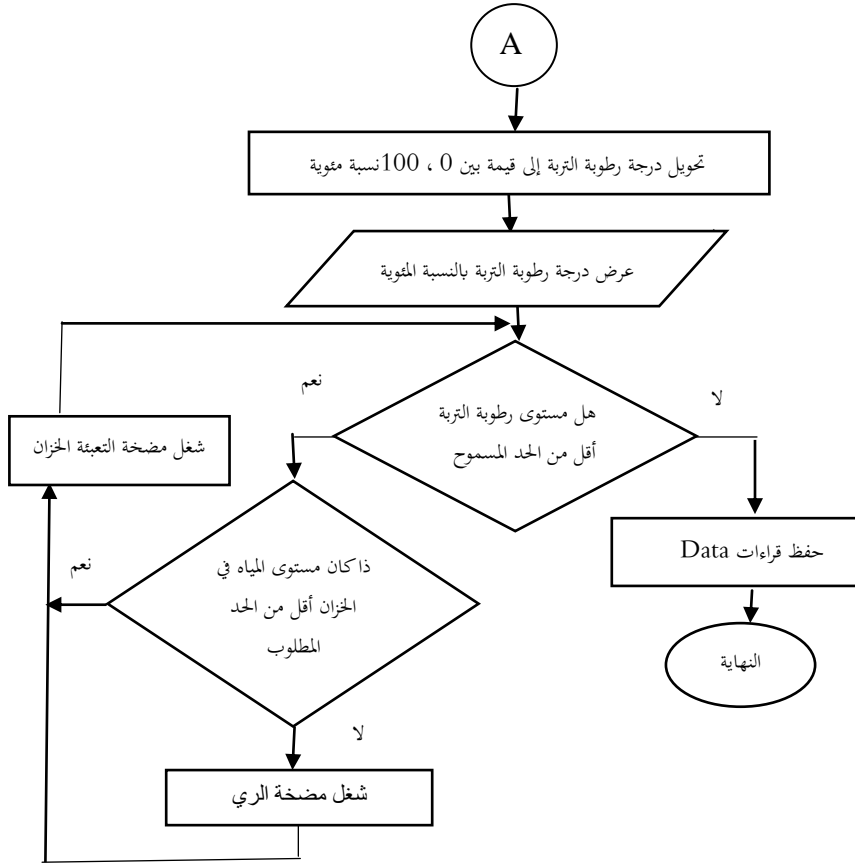 A
تحويل درجة رطوبة التربة إلى قيمة بين 0 ، 100نسبة مئوية
عرض درجة رطوبة التربة بالنسبة المئوية
نعم
لا
هل مستوى رطوبة التربة
أقل من الحد المسموح
شغل مضخة التعبئة الخزان
حفظ قراءات Data
نعم
ذاكان مستوى المياه في
الخزان أقل من الحد
المطلوب
النهاية
لا
شغل مضخة الري